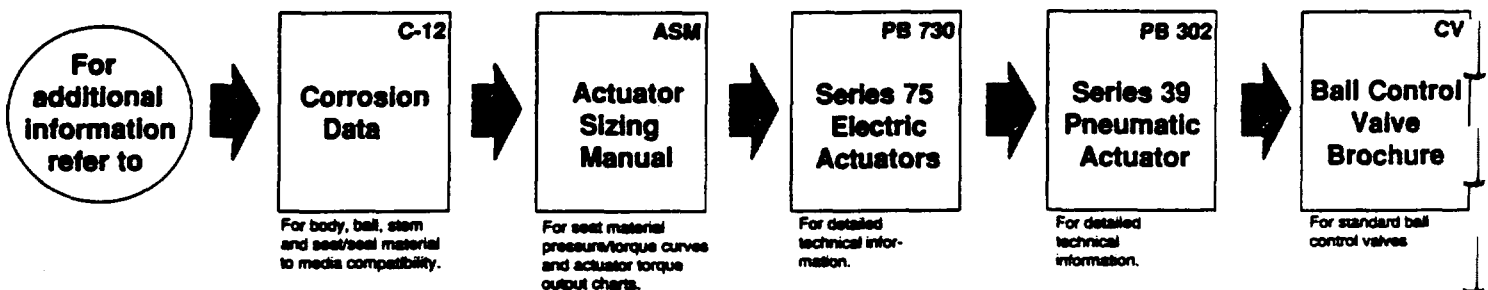 For
additional
information
refer to
C-12
Corrosion
Data
For body, ball, stem
and seat/seal material
to media compatibility.
ASM
Actuator
Sizing
Manual
For seat material
pressure/torque curves
and actuator torque
output charts.
PB 730
Series 75
Electric
Actuators
For detailed
technical infor-
mation.
PB 302
Series 39
Pneumatic
Actuator
For detailed
technical
information.
CV
Ball Control
Valve
Brochure
For standard ball
control valves